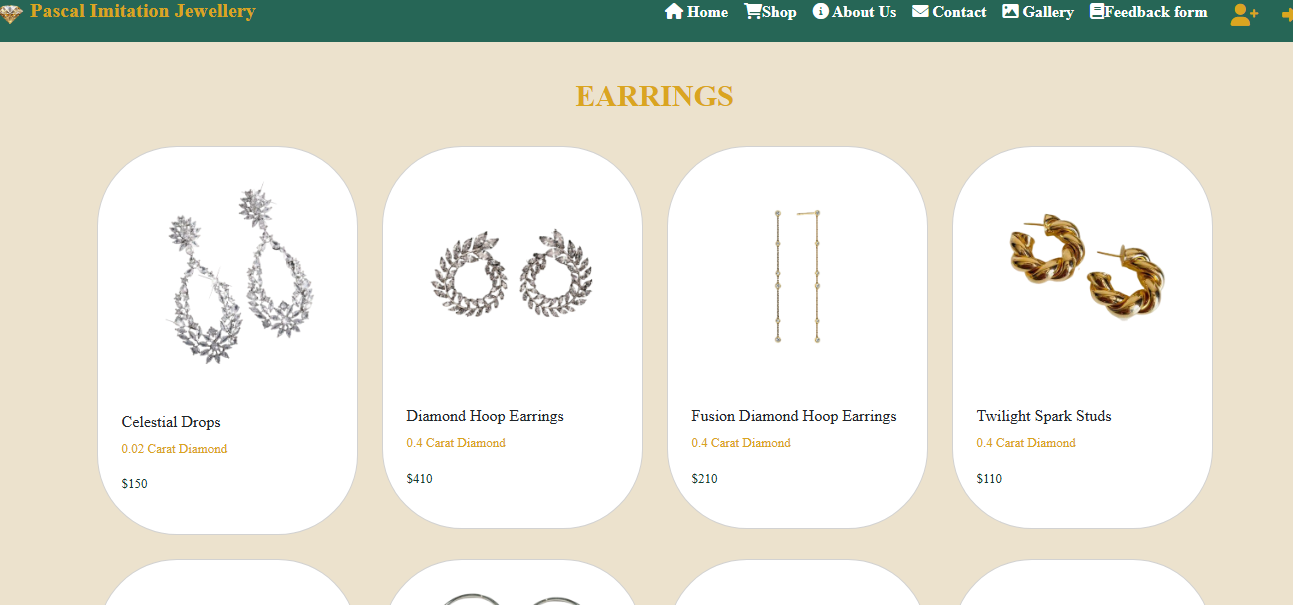 Pascal Imitation Jewellery
Home Shop About Us Contact Gallery Feedback form
EARRINGS
Celestial Drops
0.02 Carat Diamond
$150
Diamond Hoop Earrings
0.4 Carat Diamond
$410
Fusion Diamond Hoop Earrings
0.4 Carat Diamond
$210
Twilight Spark Studs
0.4 Carat Diamond
$110